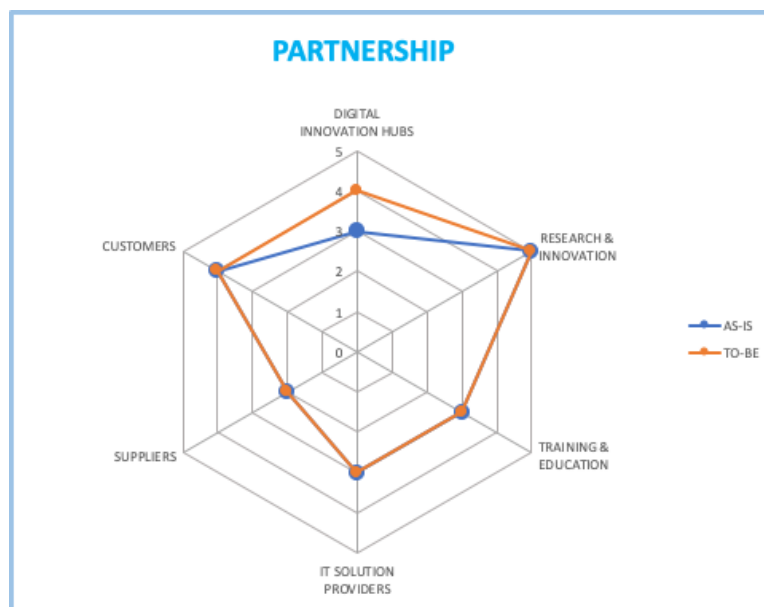 PARTNERSHIP
DIGITAL
INNOVATION HUBS
5
4
3
2
1
0
RESEARCH &
INNOVATION
TRAINING &
EDUCATION
IT SOLUTION
PROVIDERS
SUPPLIERS
CUSTOMERS
AS-IS
TO-BE